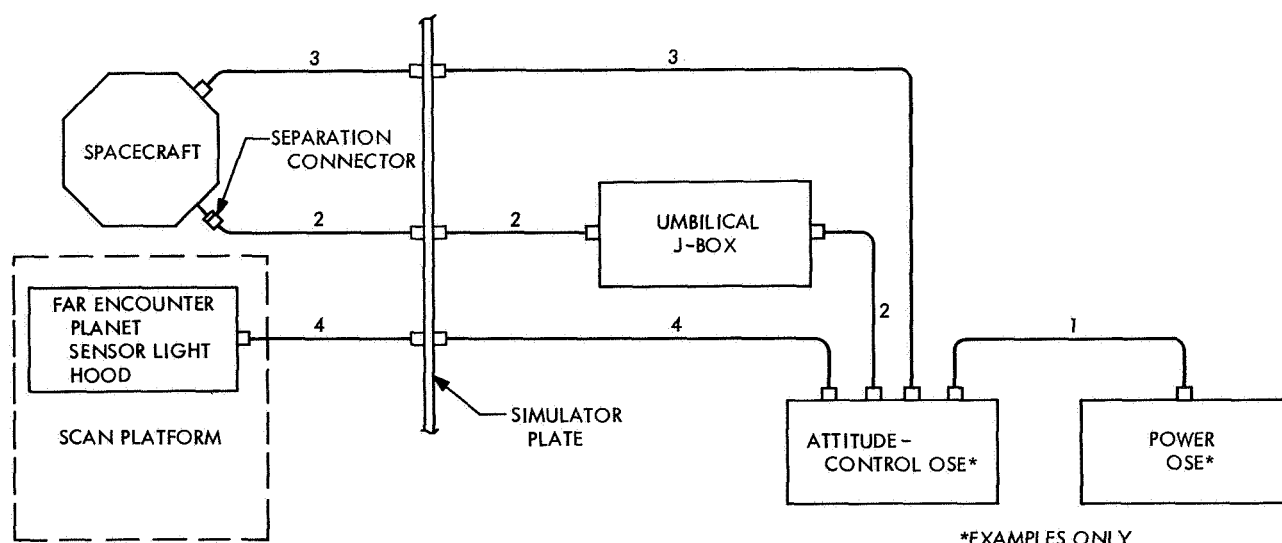 3
3
SPACECRAFT
SEPARATION
CONNECTOR
2
2
UMBILICAL
J-BOX
2
FAR ENCOUNTER
PLANET
SENSOR LIGHT
HOOD
4
4
1
SIMULATOR
PLATE
SCAN PLATFORM
ATTITUDE-
CONTROL OSE*
POWER
OSE*
*EXAMPLES ONLY